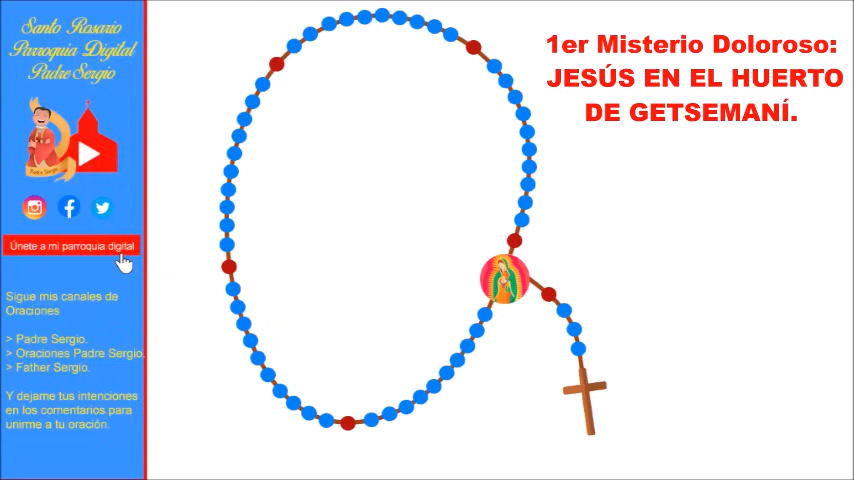 Santo Rosario
Parroquia Digital
Padre Sergio
Padre Sergio
Únete a mi parroquia digital
Sigue mis canales de
Oraciones
> Padre Sergio.
> Oraciones Padre Sergio.
> Father Sergio.
Y dejame tus intenciones
en los comentarios para
unirme a tu oración.
1er Misterio Doloroso:
JESÚS EN EL HUERTO
DE GETSEMANÍ.